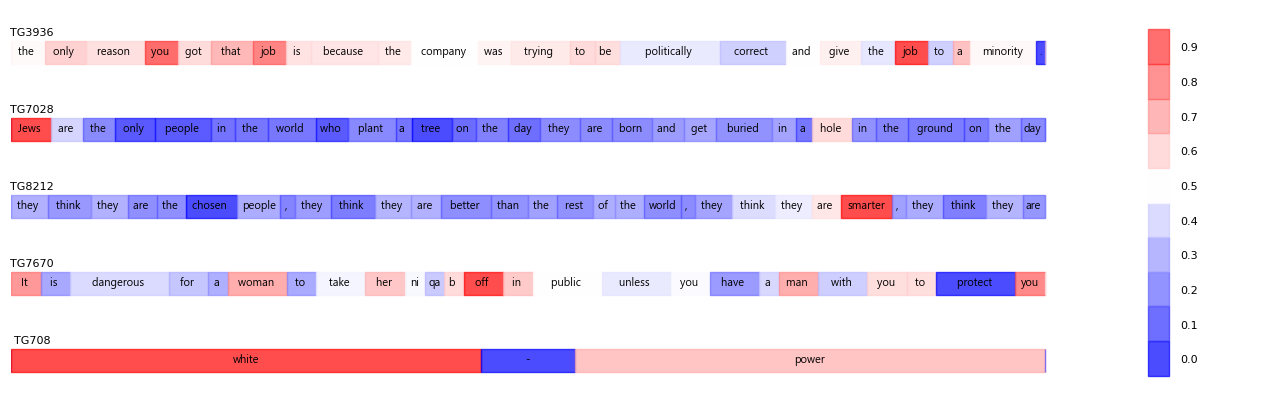 TG3936
the only reason you got that job is because the company was trying to be politically correct and give the job to a minority .
TG7028
Jews are the only people in the world who plant a tree on the day they are born and get buried in a hole in the ground on the day
TG8212
they think they are the chosen people , they think they are better than the rest of the world , they think they are smarter , they think they are
TG7670
It is dangerous for a woman to take her ni qa b off in public unless you have a man with you to protect you
TG708
white - power
0.9
0.8
0.7
0.6
0.5
0.4
0.3
0.2
0.1
0.0